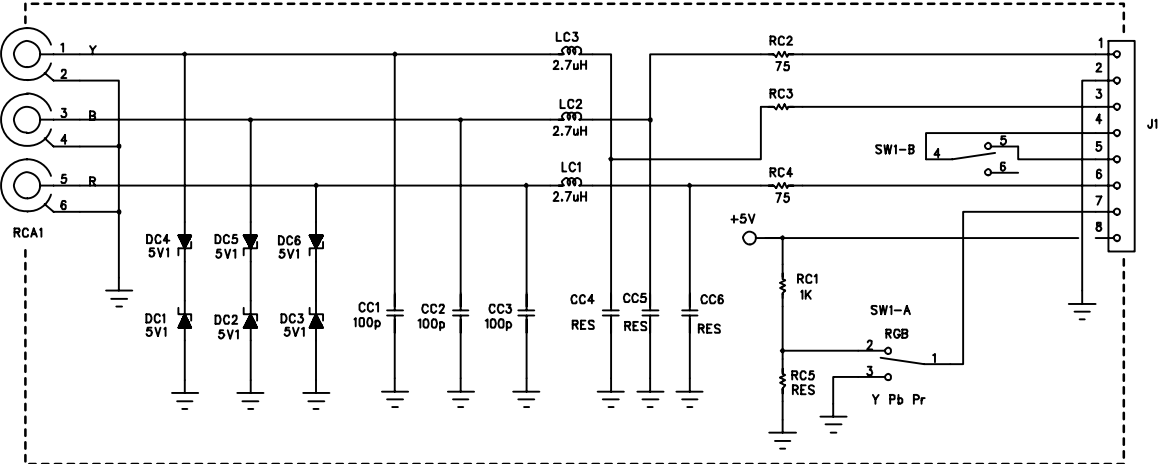 1 Y
2
3 B
4
5 R
6
RCA1
LC3
2.7uH
LC2
2.7uH
LC1
2.7uH
RC2
75
RC3
RC4
75
1
2
3
4
5
6
7
8
J1
SW1-B
4
5
6
+5V
DC4
5V1
DC5
5V1
DC6
5V1
DC1
5V1
DC2
5V1
DC3
5V1
CC1
100p
CC2
100p
CC3
100p
CC4
RES
CC5
RES
CC6
RES
RC1
1K
RC5
RES
SW1-A
RGB
2
1
3
Y Pb Pr